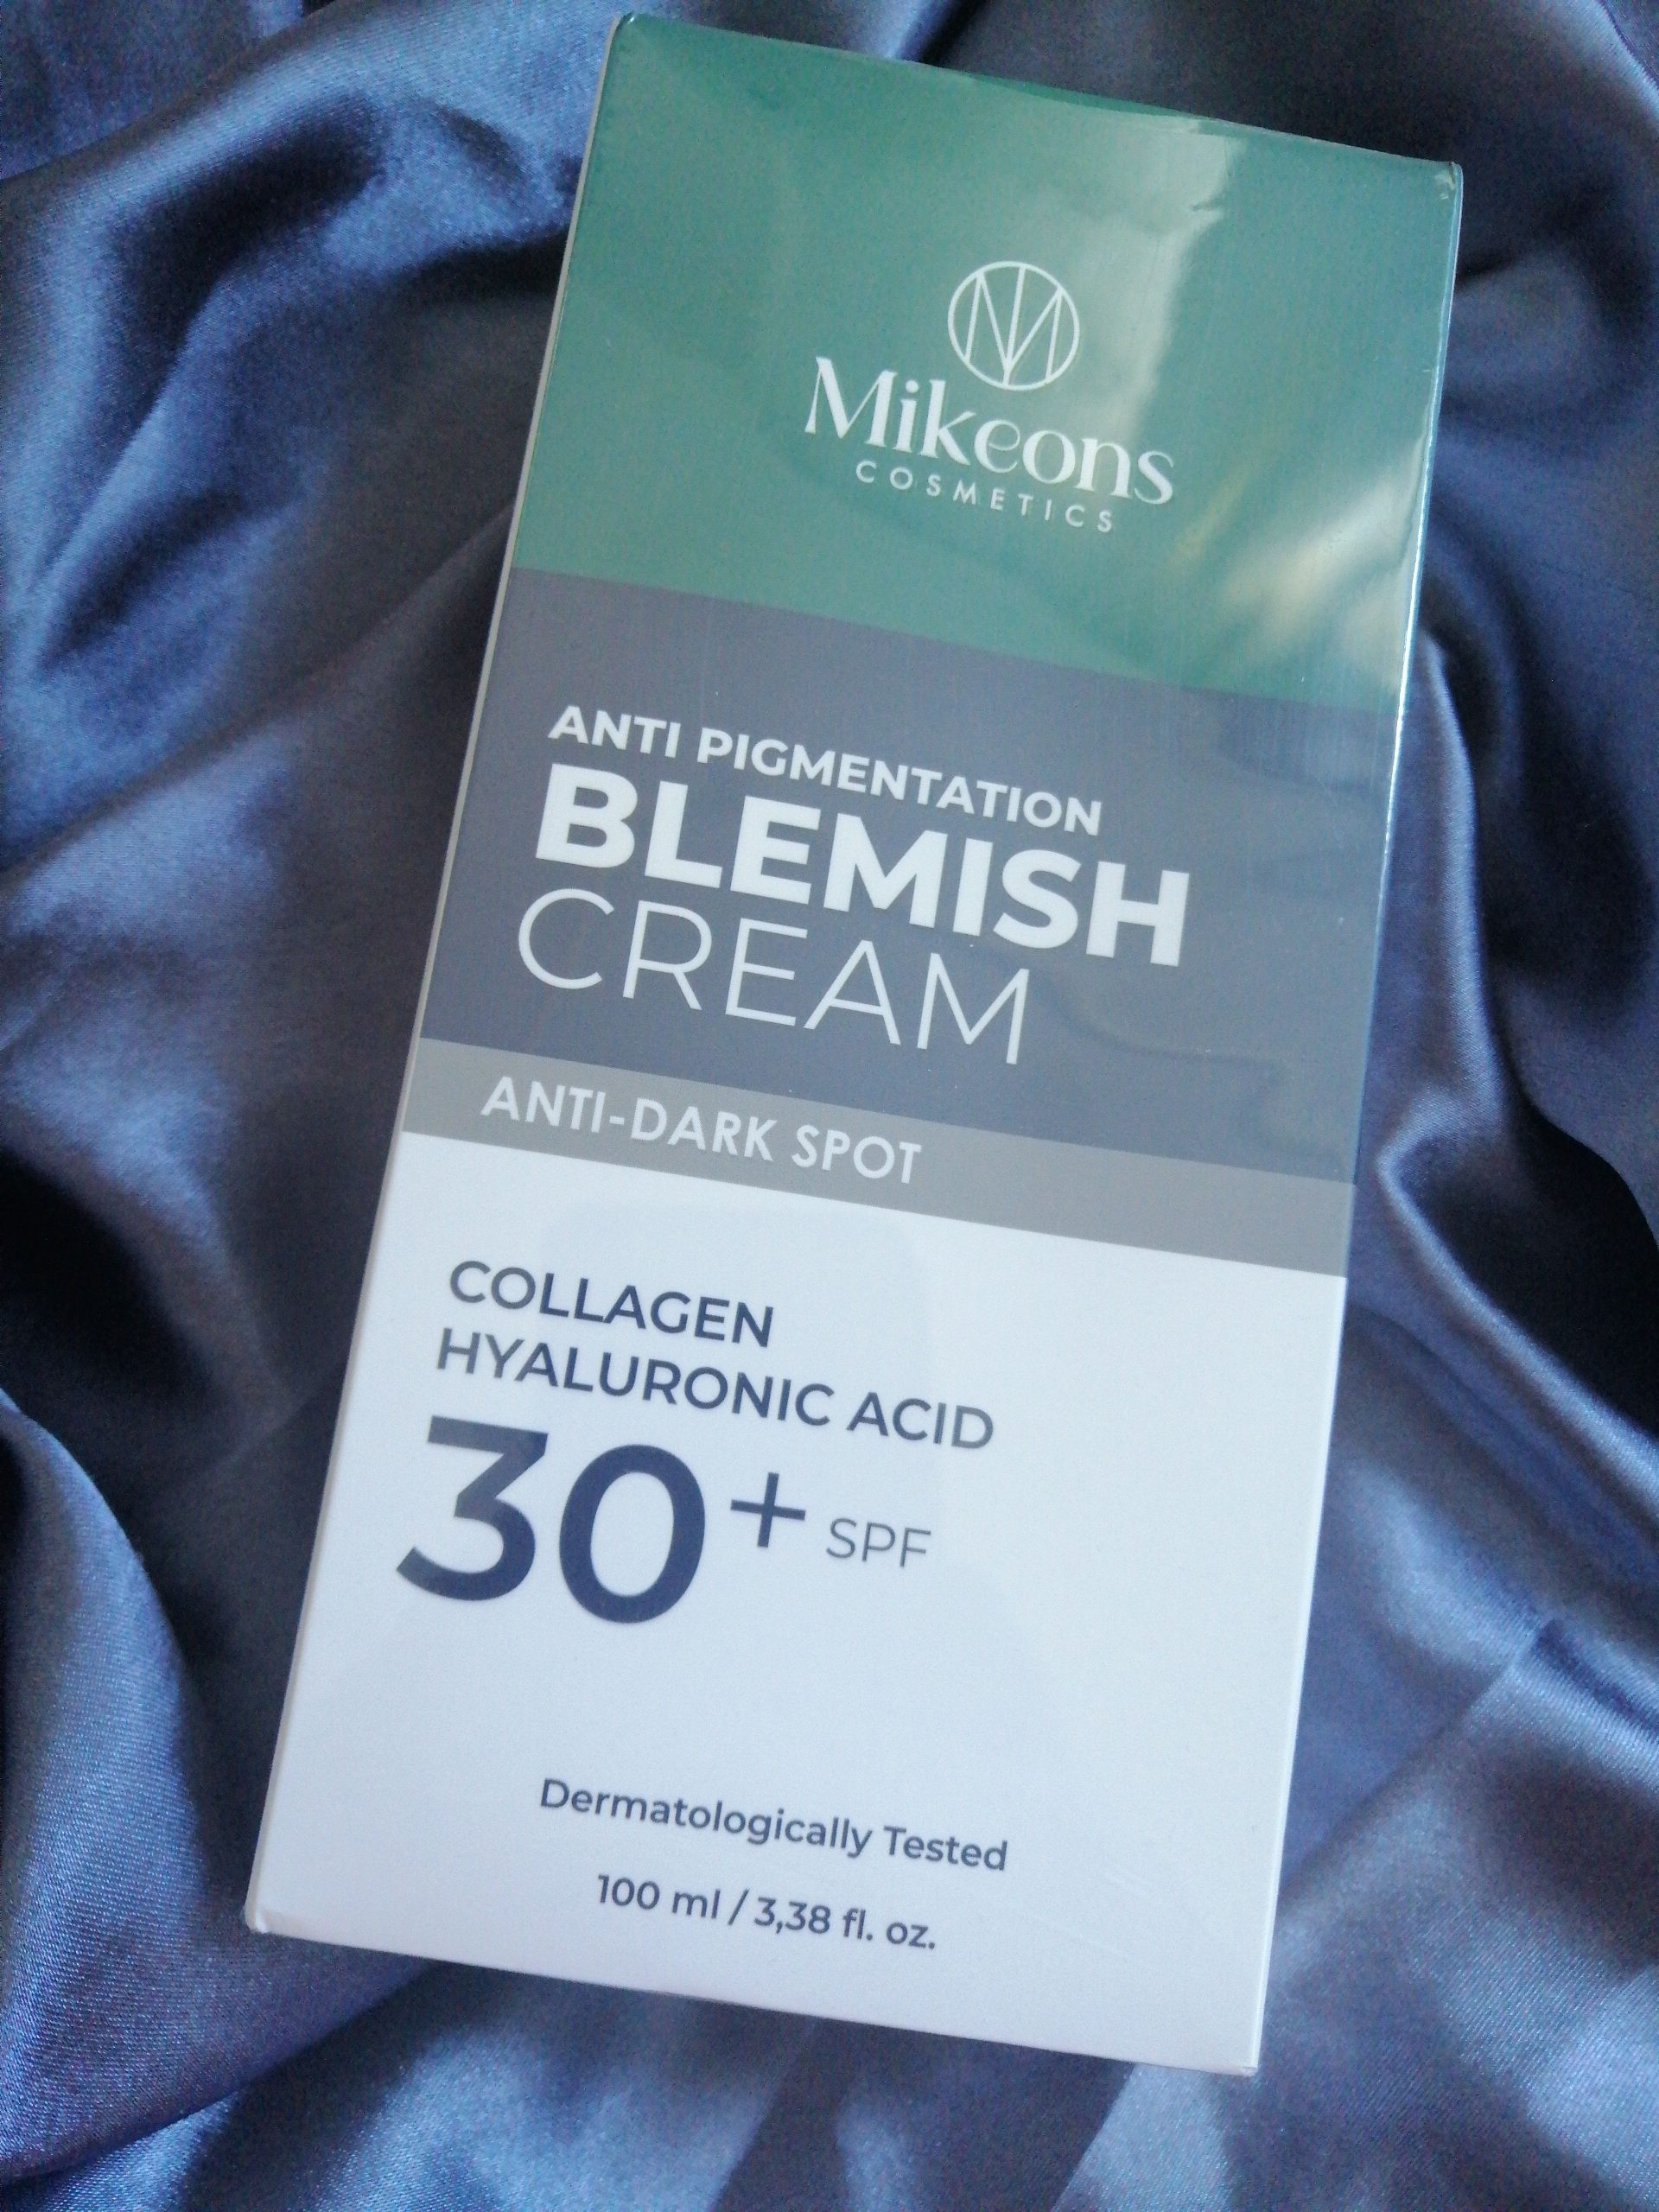 Mikeons
COSMETICS
ANTI PIGMENTATION
BLEMISH
CREAM
ANTI-DARK SPOT
COLLAGEN
HYALURONIC ACID
30+ SPF
Dermatologically Tested
100 ml / 3,38 fl. oz.